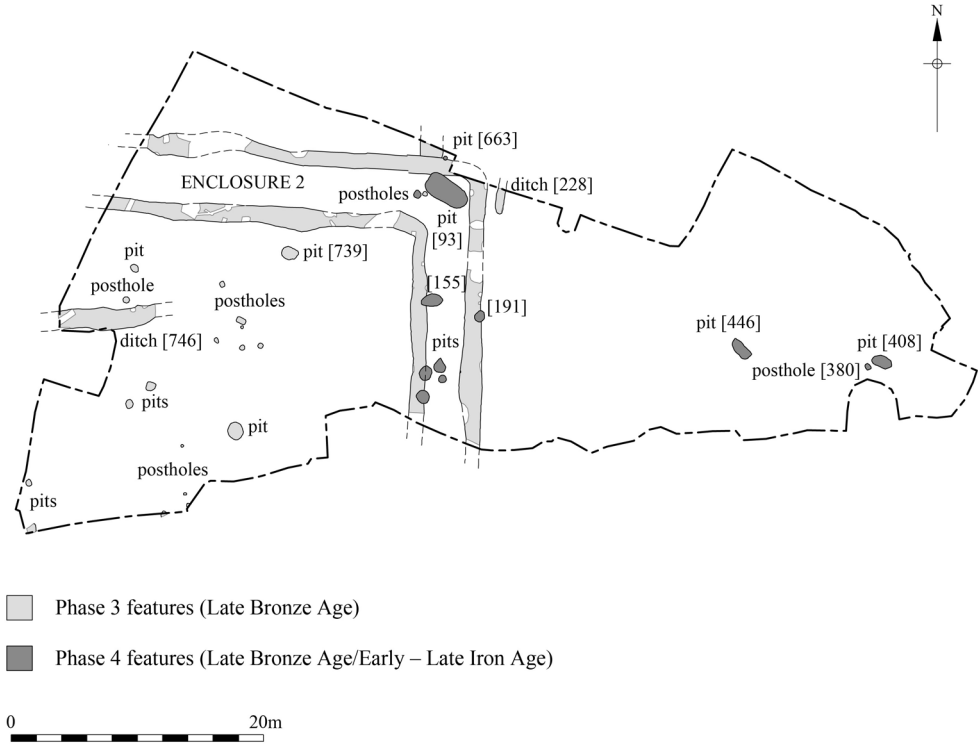 N
pit [663]
ENCLOSURE 2
postholes
ditch [228]
pit
[93]
pit
pit [739]
posthole
[155]
postholes
[191]
ditch [746]
pits
pit [446]
pit [408]
posthole [380]
pits
pit
postholes
pits
Phase 3 features (Late Bronze Age)
Phase 4 features (Late Bronze Age/Early – Late Iron Age)
0
20m